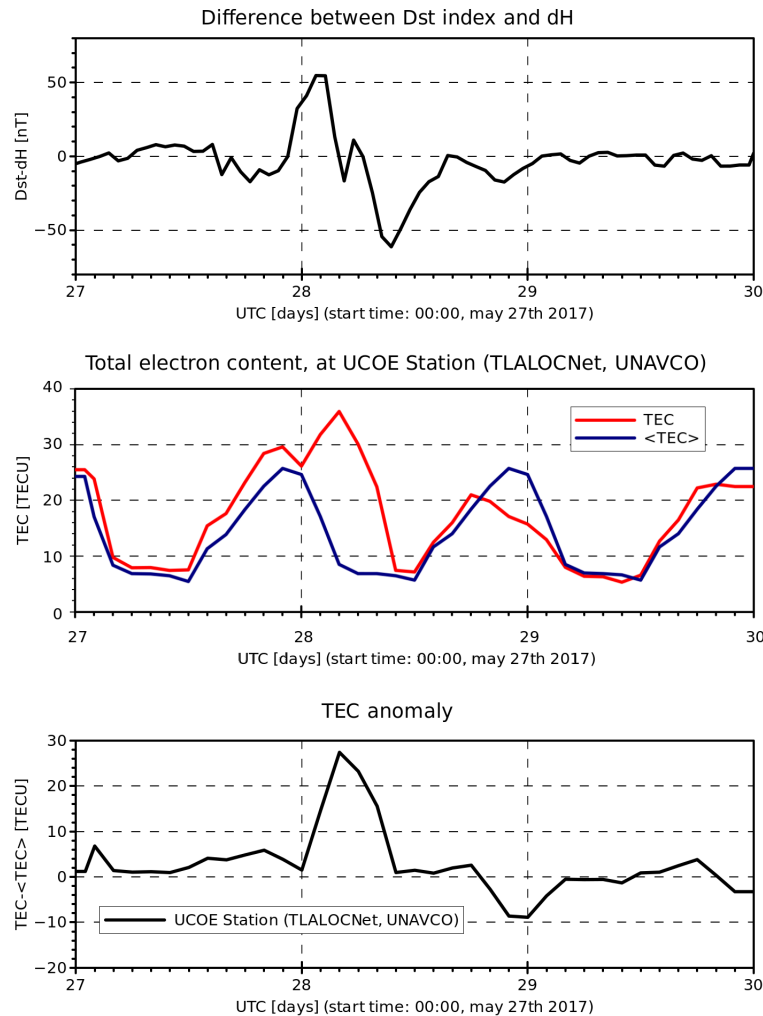 Difference between Dst index and dH
Dst-dH [nT]
50
0
−50
27 28 29 30
UTC [days] (start time: 00:00, may 27th 2017)
Total electron content, at UCOE Station (TLALOCNet, UNAVCO)
TEC [TECU]
40
30
20
10
0
TEC
<TEC>
27 28 29 30
UTC [days] (start time: 00:00, may 27th 2017)
TEC anomaly
TEC-<TEC> [TECU]
30
20
10
0
−10
−20
UCOE Station (TLALOCNet, UNAVCO)
27 28 29 30
UTC [days] (start time: 00:00, may 27th 2017)